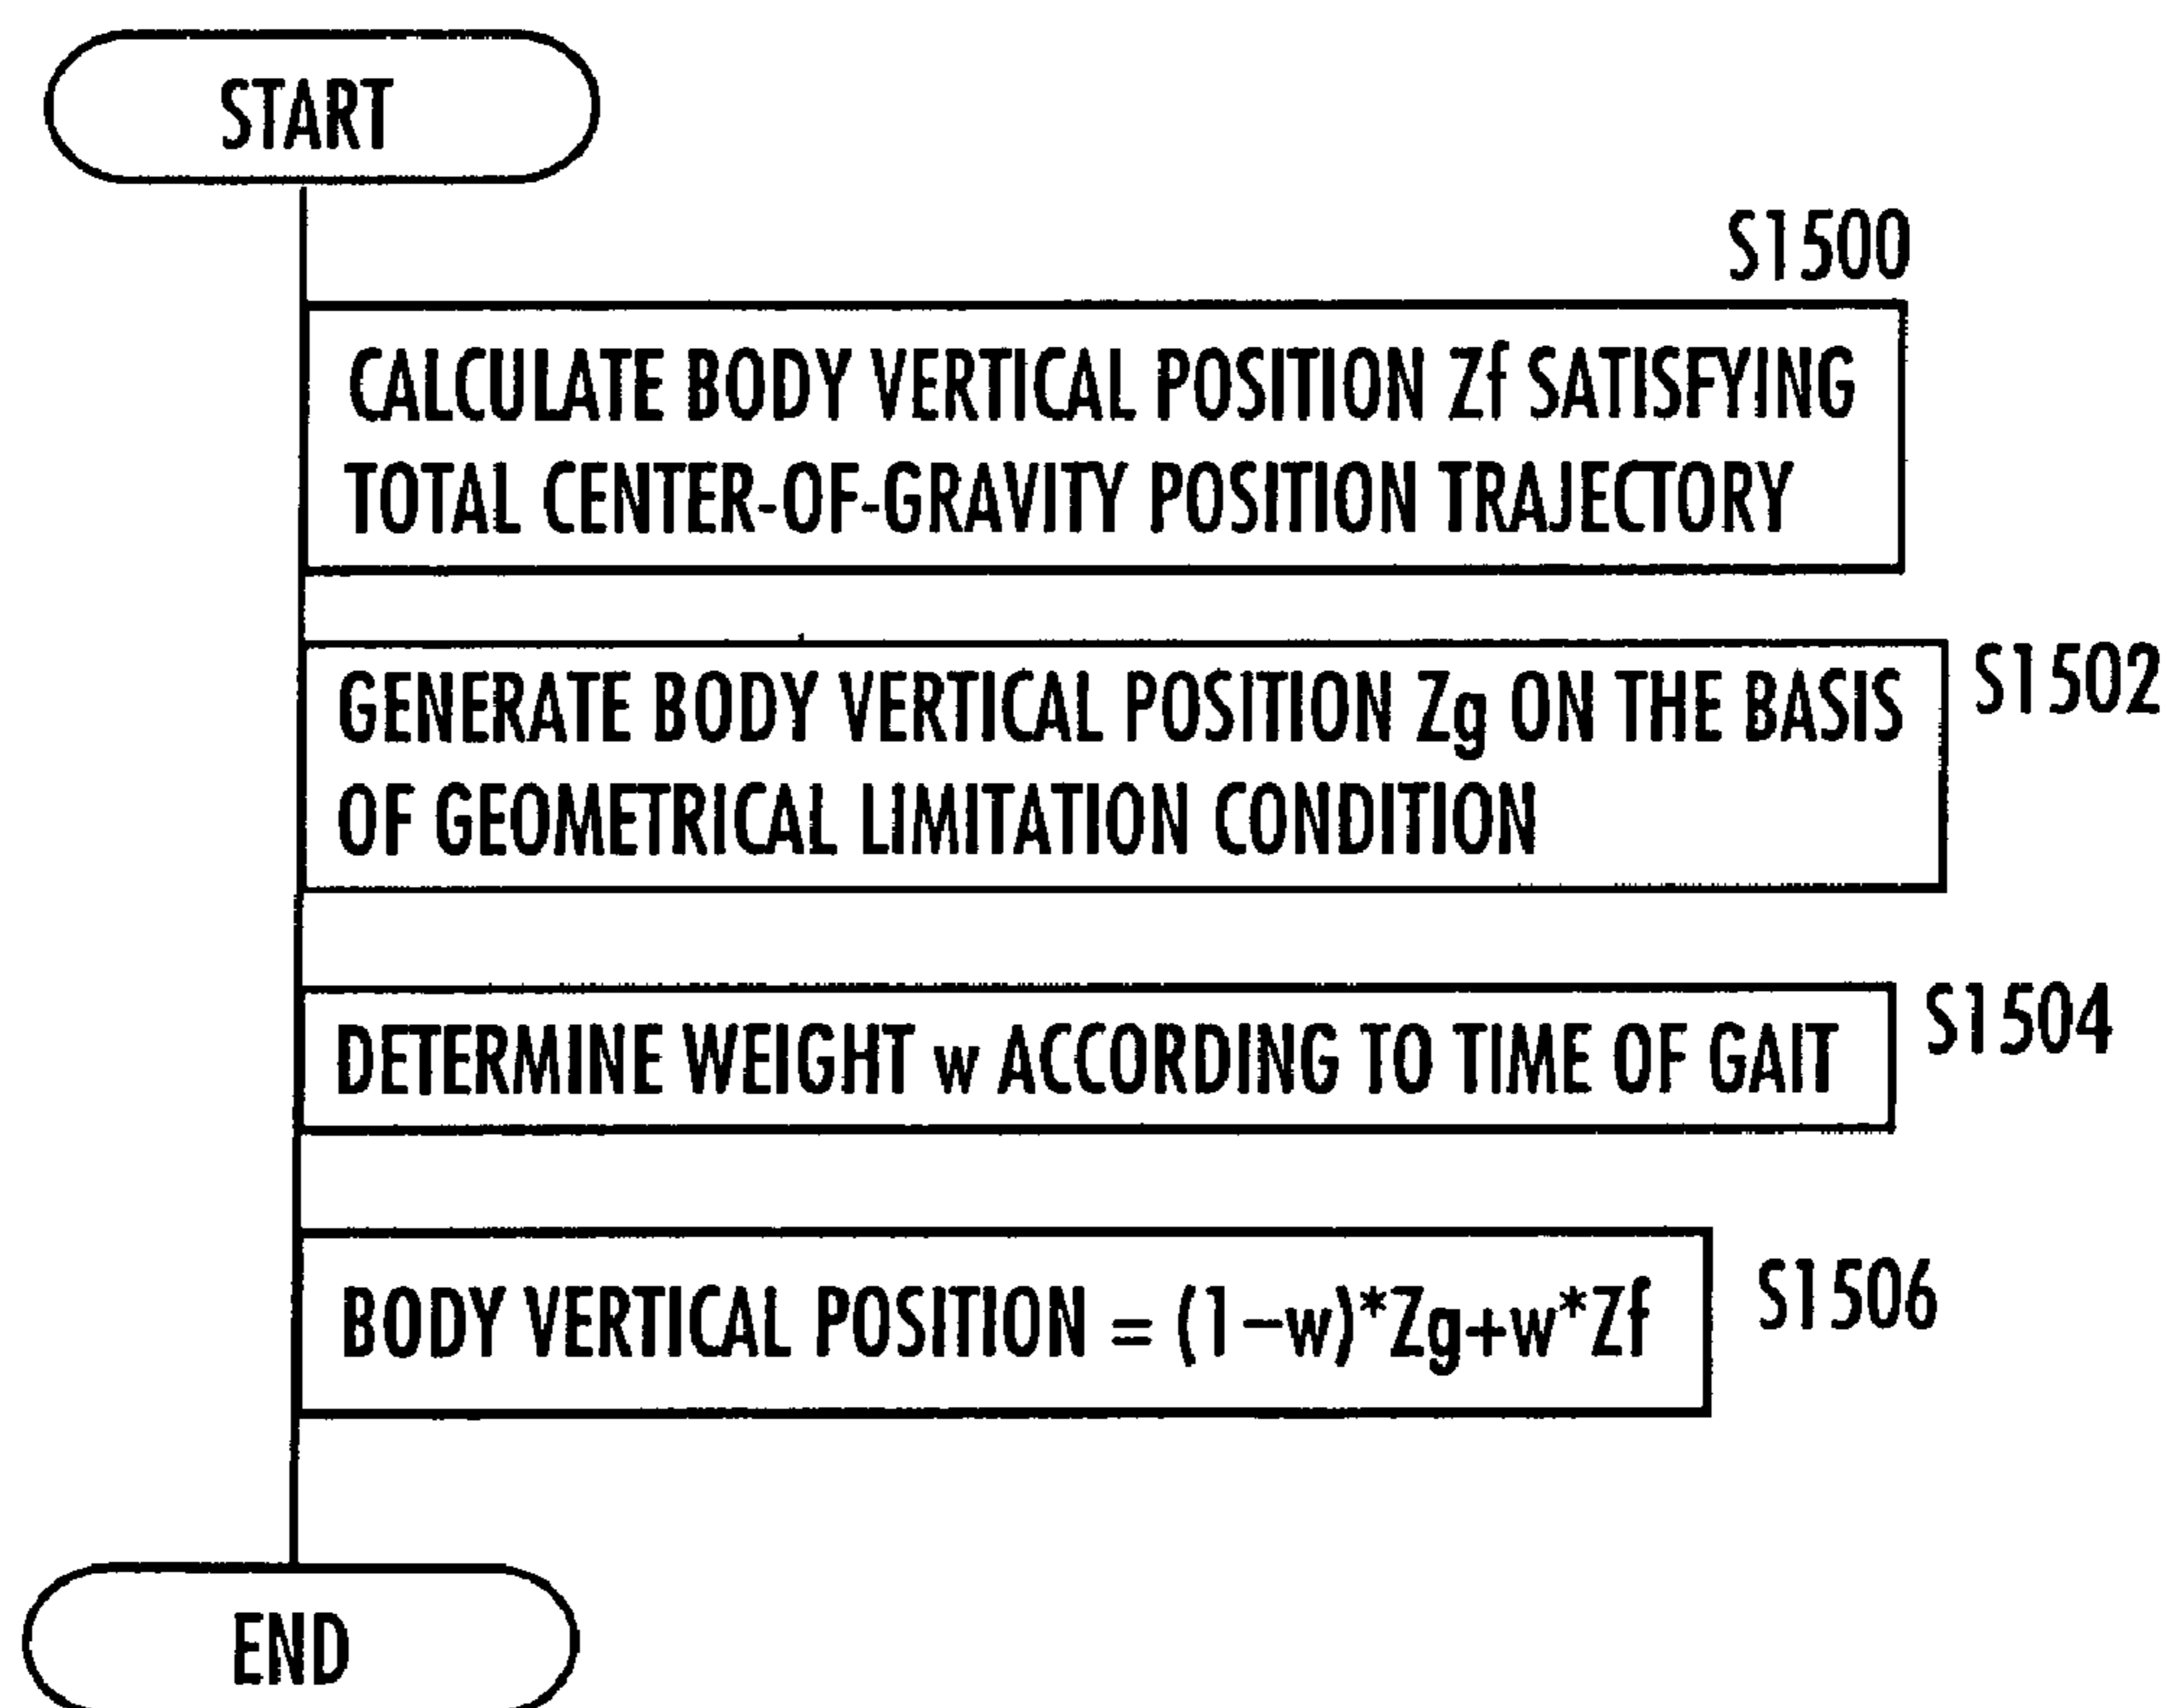 START
S1500
CALCULATE BODY VERTICAL POSITION Zf SATISFYING
TOTAL CENTER-OF-GRAVITY POSITION TRAJECTORY
S1502
GENERATE BODY VERTICAL POSITION Zg ON THE BASIS
OF GEOMETRICAL LIMITATION CONDITION
S1504
DETERMINE WEIGHT w ACCORDING TO TIME OF GAIT
BODY VERTICAL POSITION = (1-w)*Zg+w*Zf
S1506
END